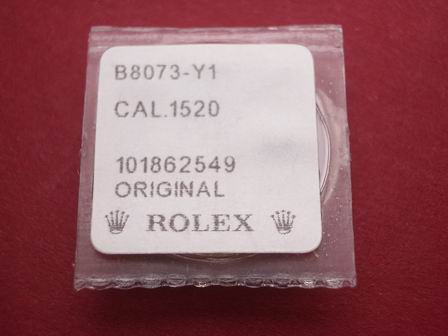 B8073-Y1
CAL.1520
101862549
ORIGINAL
ROLEX